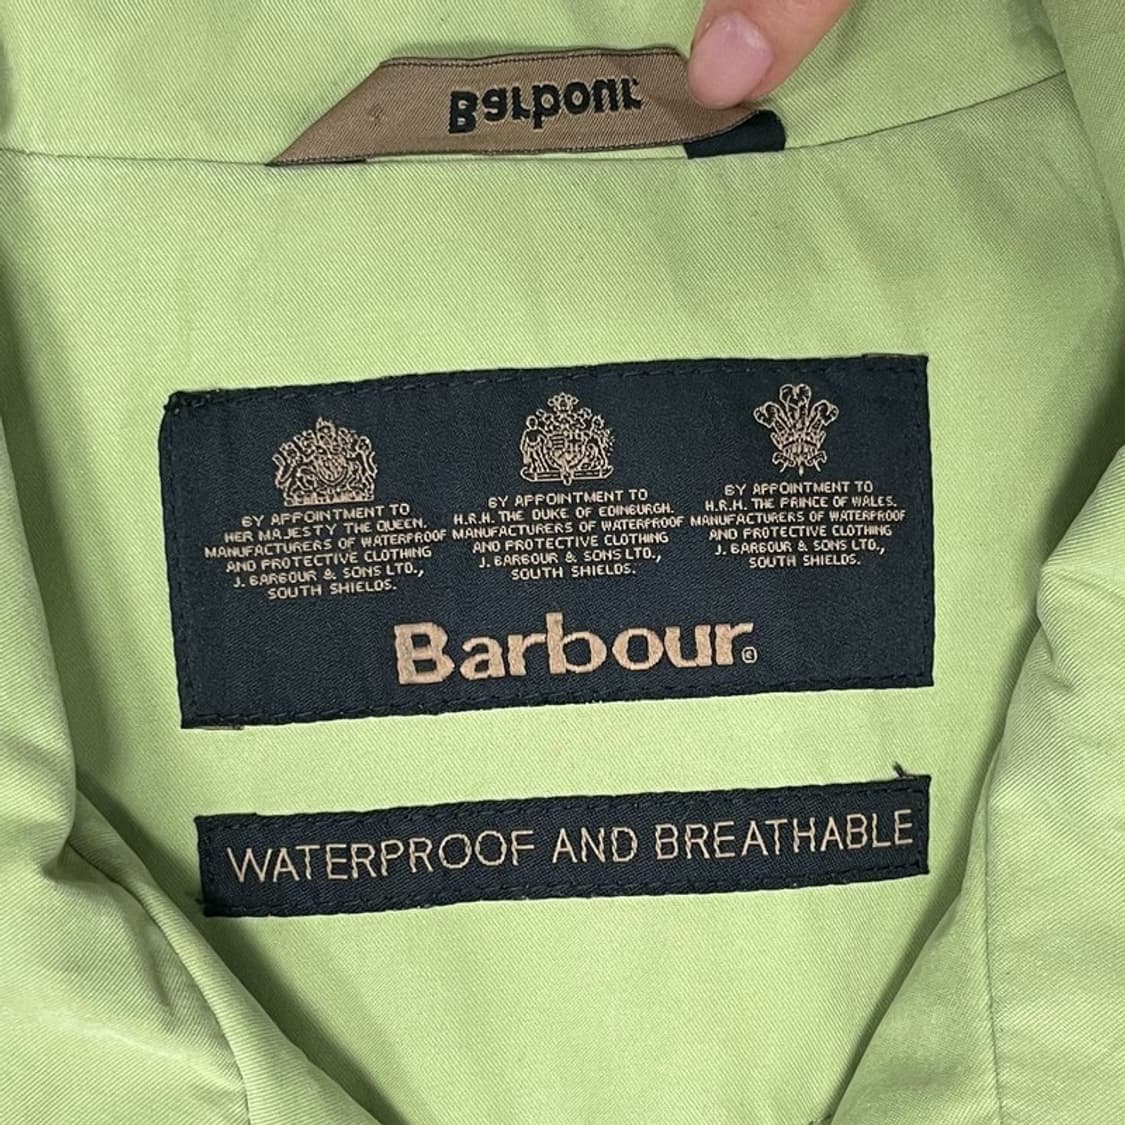 Barbour
BY APPOINTMENT TO
HER MAJESTY THE QUEEN.
MANUFACTURERS OF WATERPROOF
AND PROTECTIVE CLOTHING
J. BARBOUR & SONS LTD.,
SOUTH SHIELDS.
BY APPOINTMENT TO
H.R.H. THE DUKE OF EDINBURGH.
MANUFACTURERS OF WATERPROOF
AND PROTECTIVE CLOTHING
J. BARBOUR & SONS LTD.,
SOUTH SHIELDS.
BY APPOINTMENT TO
H.R.H. THE PRINCE OF WALES.
MANUFACTURERS OF WATERPROOF
AND PROTECTIVE CLOTHING
J. BARBOUR & SONS LTD.,
SOUTH SHIELDS.
Barbour®
WATERPROOF AND BREATHABLE